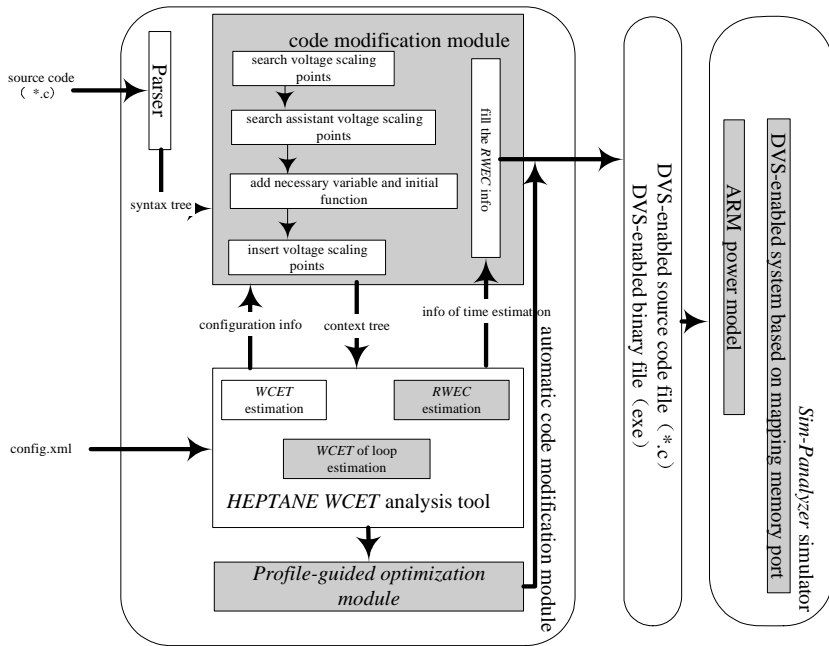 code modification module
search voltage scaling
points
search assistant voltage scaling
points
add necessary variable and initial
function
insert voltage scaling
points
fill the RWEC info
source code
( *.c)
Parser
syntax tree
configuration info
context tree
info of time estimation
WCET
estimation
RWEC
estimation
WCET of loop
estimation
HEPTANE WCET analysis tool
config.xml
Profile-guided optimization
module
automatic code modification module
DVS-enabled source code file (*.c)
DVS-enabled binary file (exe)
ARM power model
DVS-enabled system based on mapping memory port
Sim-Panalyzer simulator